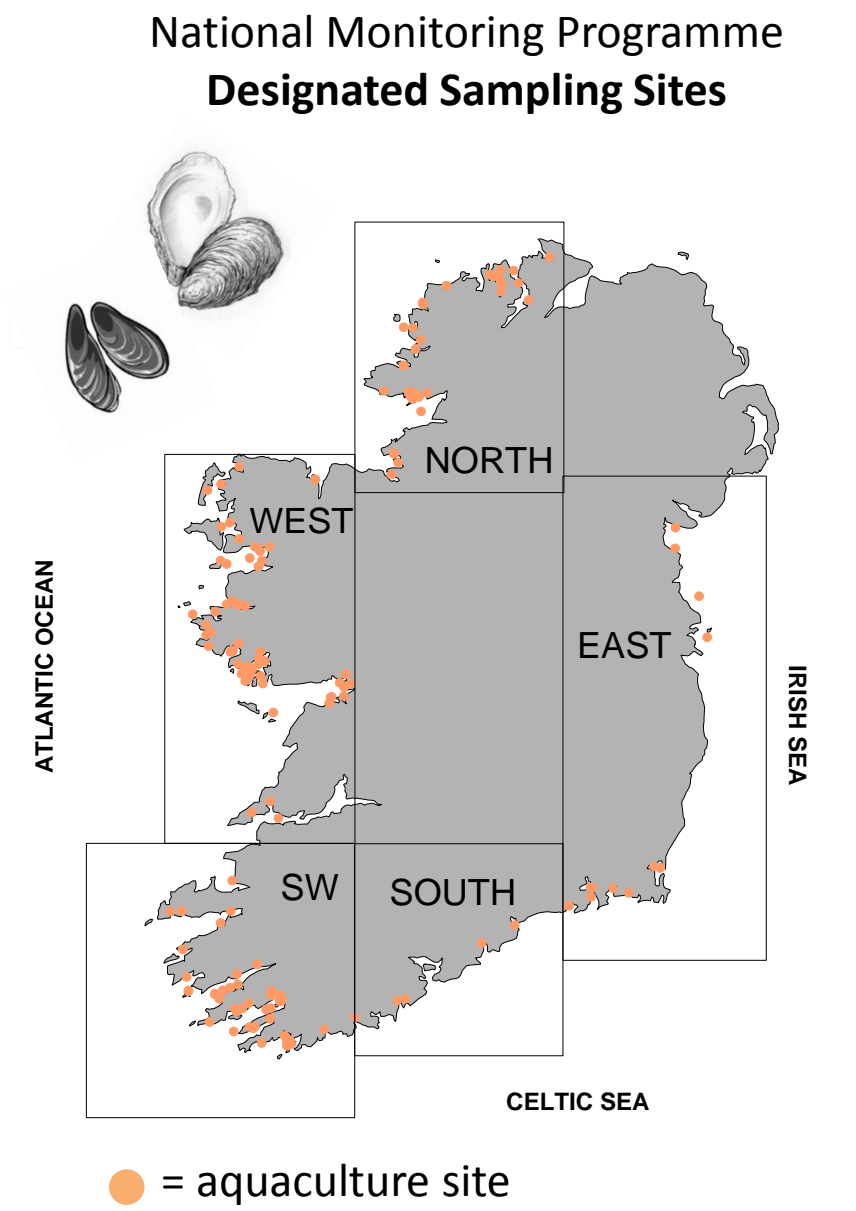 National Monitoring Programme
Designated Sampling Sites
NORTH
WEST
ATLANTIC OCEAN
EAST
IRISH SEA
SW
SOUTH
CELTIC SEA
= aquaculture site